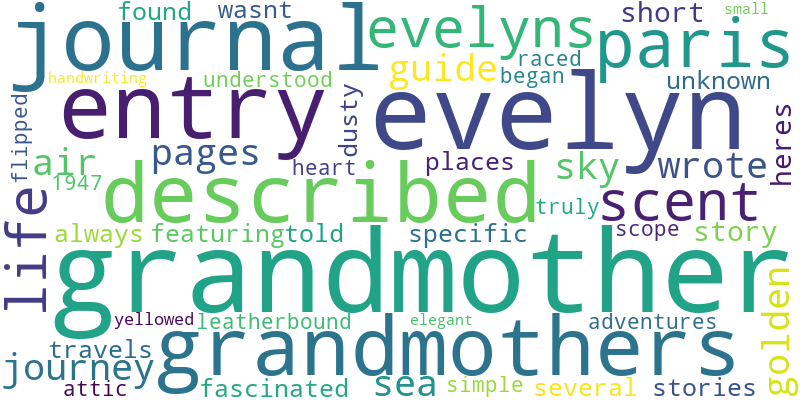 found wasnt short small
journal evelyns paris
handwriting understood guide raced
began unknown
entry evelyn
flipped dusty heres
air pages heart places sky wrote
1947 described truly scent
life always featuring told specific scope story
grandmother
yellowed leatherbound elegant adventures golden
travels grandmothers
journey
attic fascinated sea simple several stories